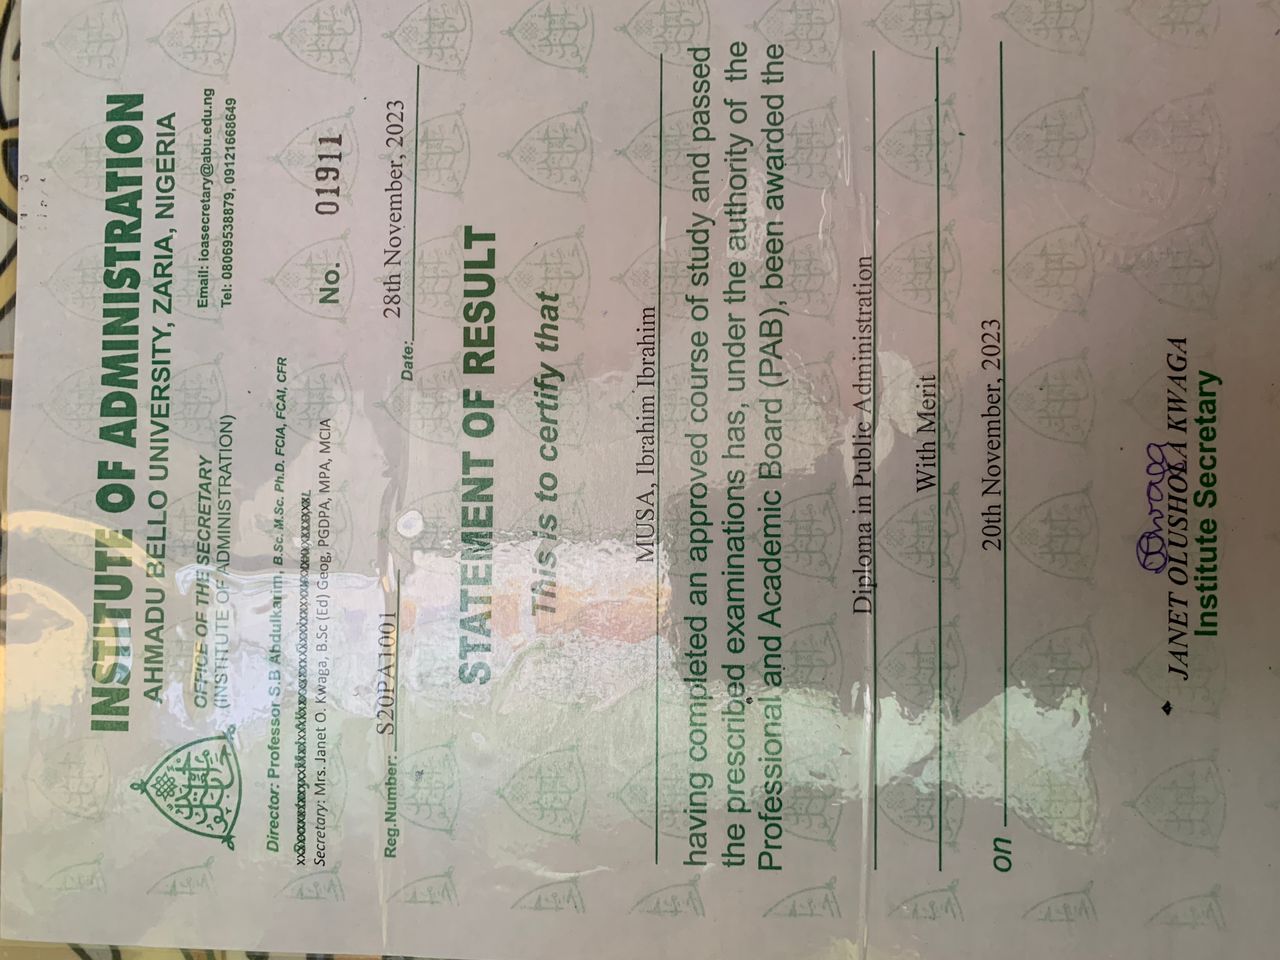 INSTITUTE OF ADMINISTRATION
AHMADU BELLO UNIVERSITY, ZARIA, NIGERIA
OFFICE OF THE SECRETARY
(INSTITUTE OF ADMINISTRATION)
Email: ioasecretary@abu.edu.ng
Tel: 08069538879, 09121668649
Director: Professor S.B Abdulkarim, B.Sc. M.Sc. Ph.D, FCIA, FCAI, CFR
Secretary: Mrs. Janet O. Kwaga, B.Sc (Ed) Geog, PGDPA, MPA, MCIA
No. 01911
Reg.Number: S20PA1001
Date: 28th November, 2023
STATEMENT OF RESULT
This is to certify that
MUSA, Ibrahim Ibrahim
having completed an approved course of study and passed
the prescribed examinations has, under the authority of the
Professional and Academic Board (PAB), been awarded the
Diploma in Public Administration
With Merit
on 20th November, 2023
JANET OLUSHOLA KWAGA
Institute Secretary